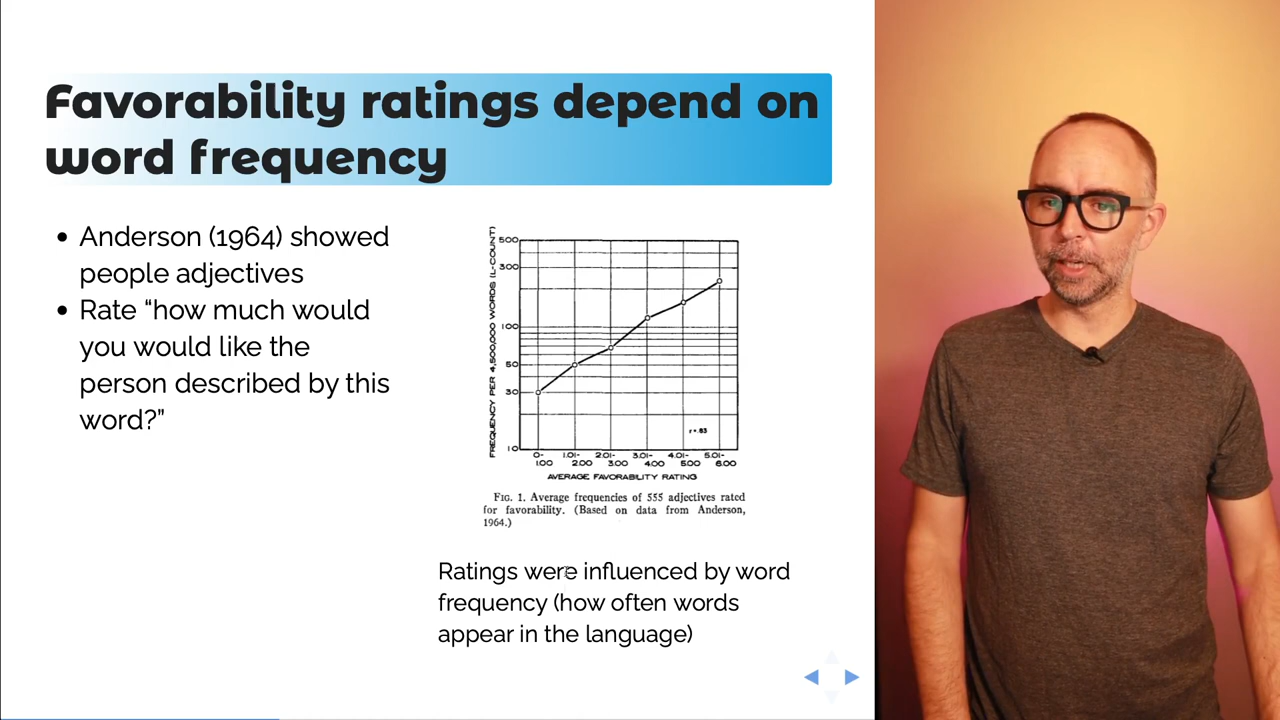 Favorability ratings depend on
word frequency
Anderson (1964) showed
people adjectives
Rate “how much would
you would like the
person described by this
word?”
FREQUENCY PER 4,500,000 WORDS (L-COUNT)
500
300
100
50
30
10
r=.83
0- 1.01- 2.01- 3.01- 4.01- 5.01-
1.00 2.00 3.00 4.00 5.00 6.00
AVERAGE FAVORABILITY RATING
FIG. 1. Average frequencies of 555 adjectives rated
for favorability. (Based on data from Anderson,
1964.)
Ratings were influenced by word
frequency (how often words
appear in the language)